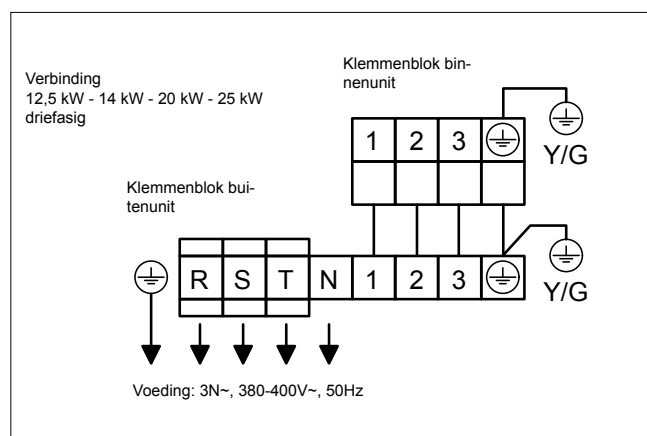 Verbinding
12,5 kW - 14 kW - 20 kW - 25 kW
driefasig
Klemmenblok bin-
nenunit
1 2 3
Y/G
Klemmenblok bui-
tenunit
R S T N 1 2 3
Y/G
Voeding: 3N~, 380-400V~, 50Hz